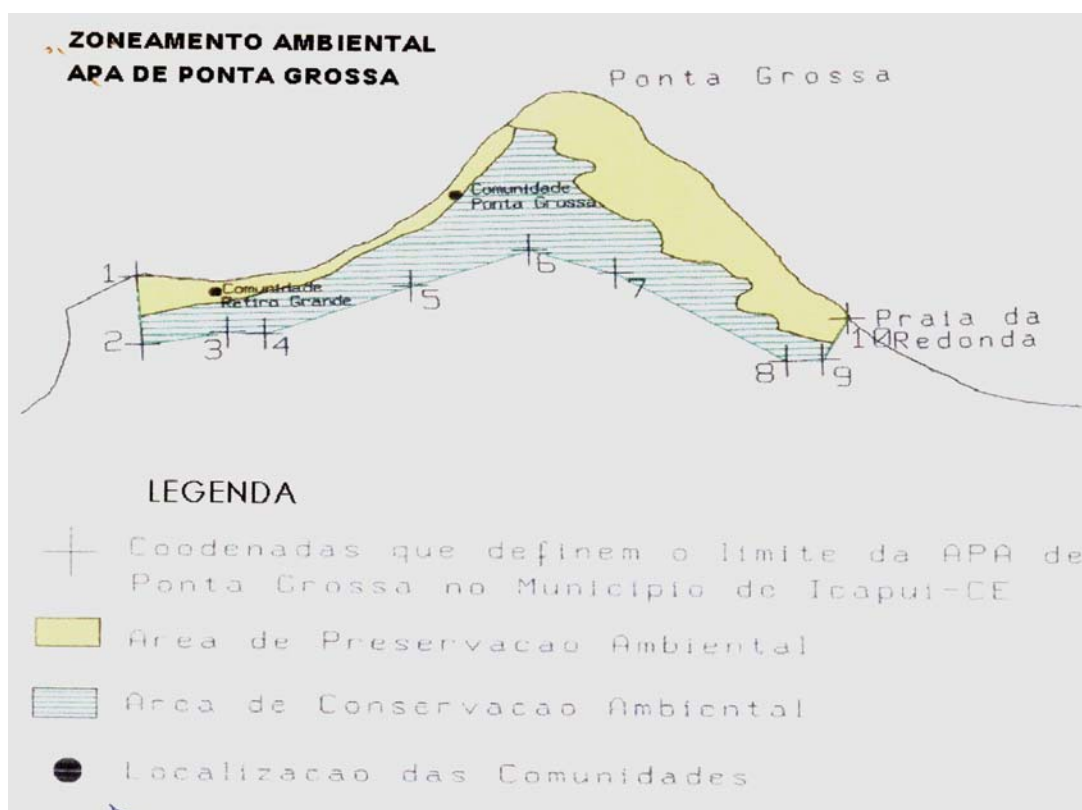 ZONEAMENTO AMBIENTAL
APA DE PONTA GROSSA
Ponta Grossa
Comunidade
Ponta Grossa
1
Comunidade
Retiro Grande
2
3
4
5
6
7
8
9
10
Praia da
Redonda
LEGENDA
Coodenadas que definem o limite da APA de
Ponta Grossa no Municipio de Icapui-CE
Area de Preservacao Ambiental
Area de Conservacao Ambiental
Localizacao das Comunidades